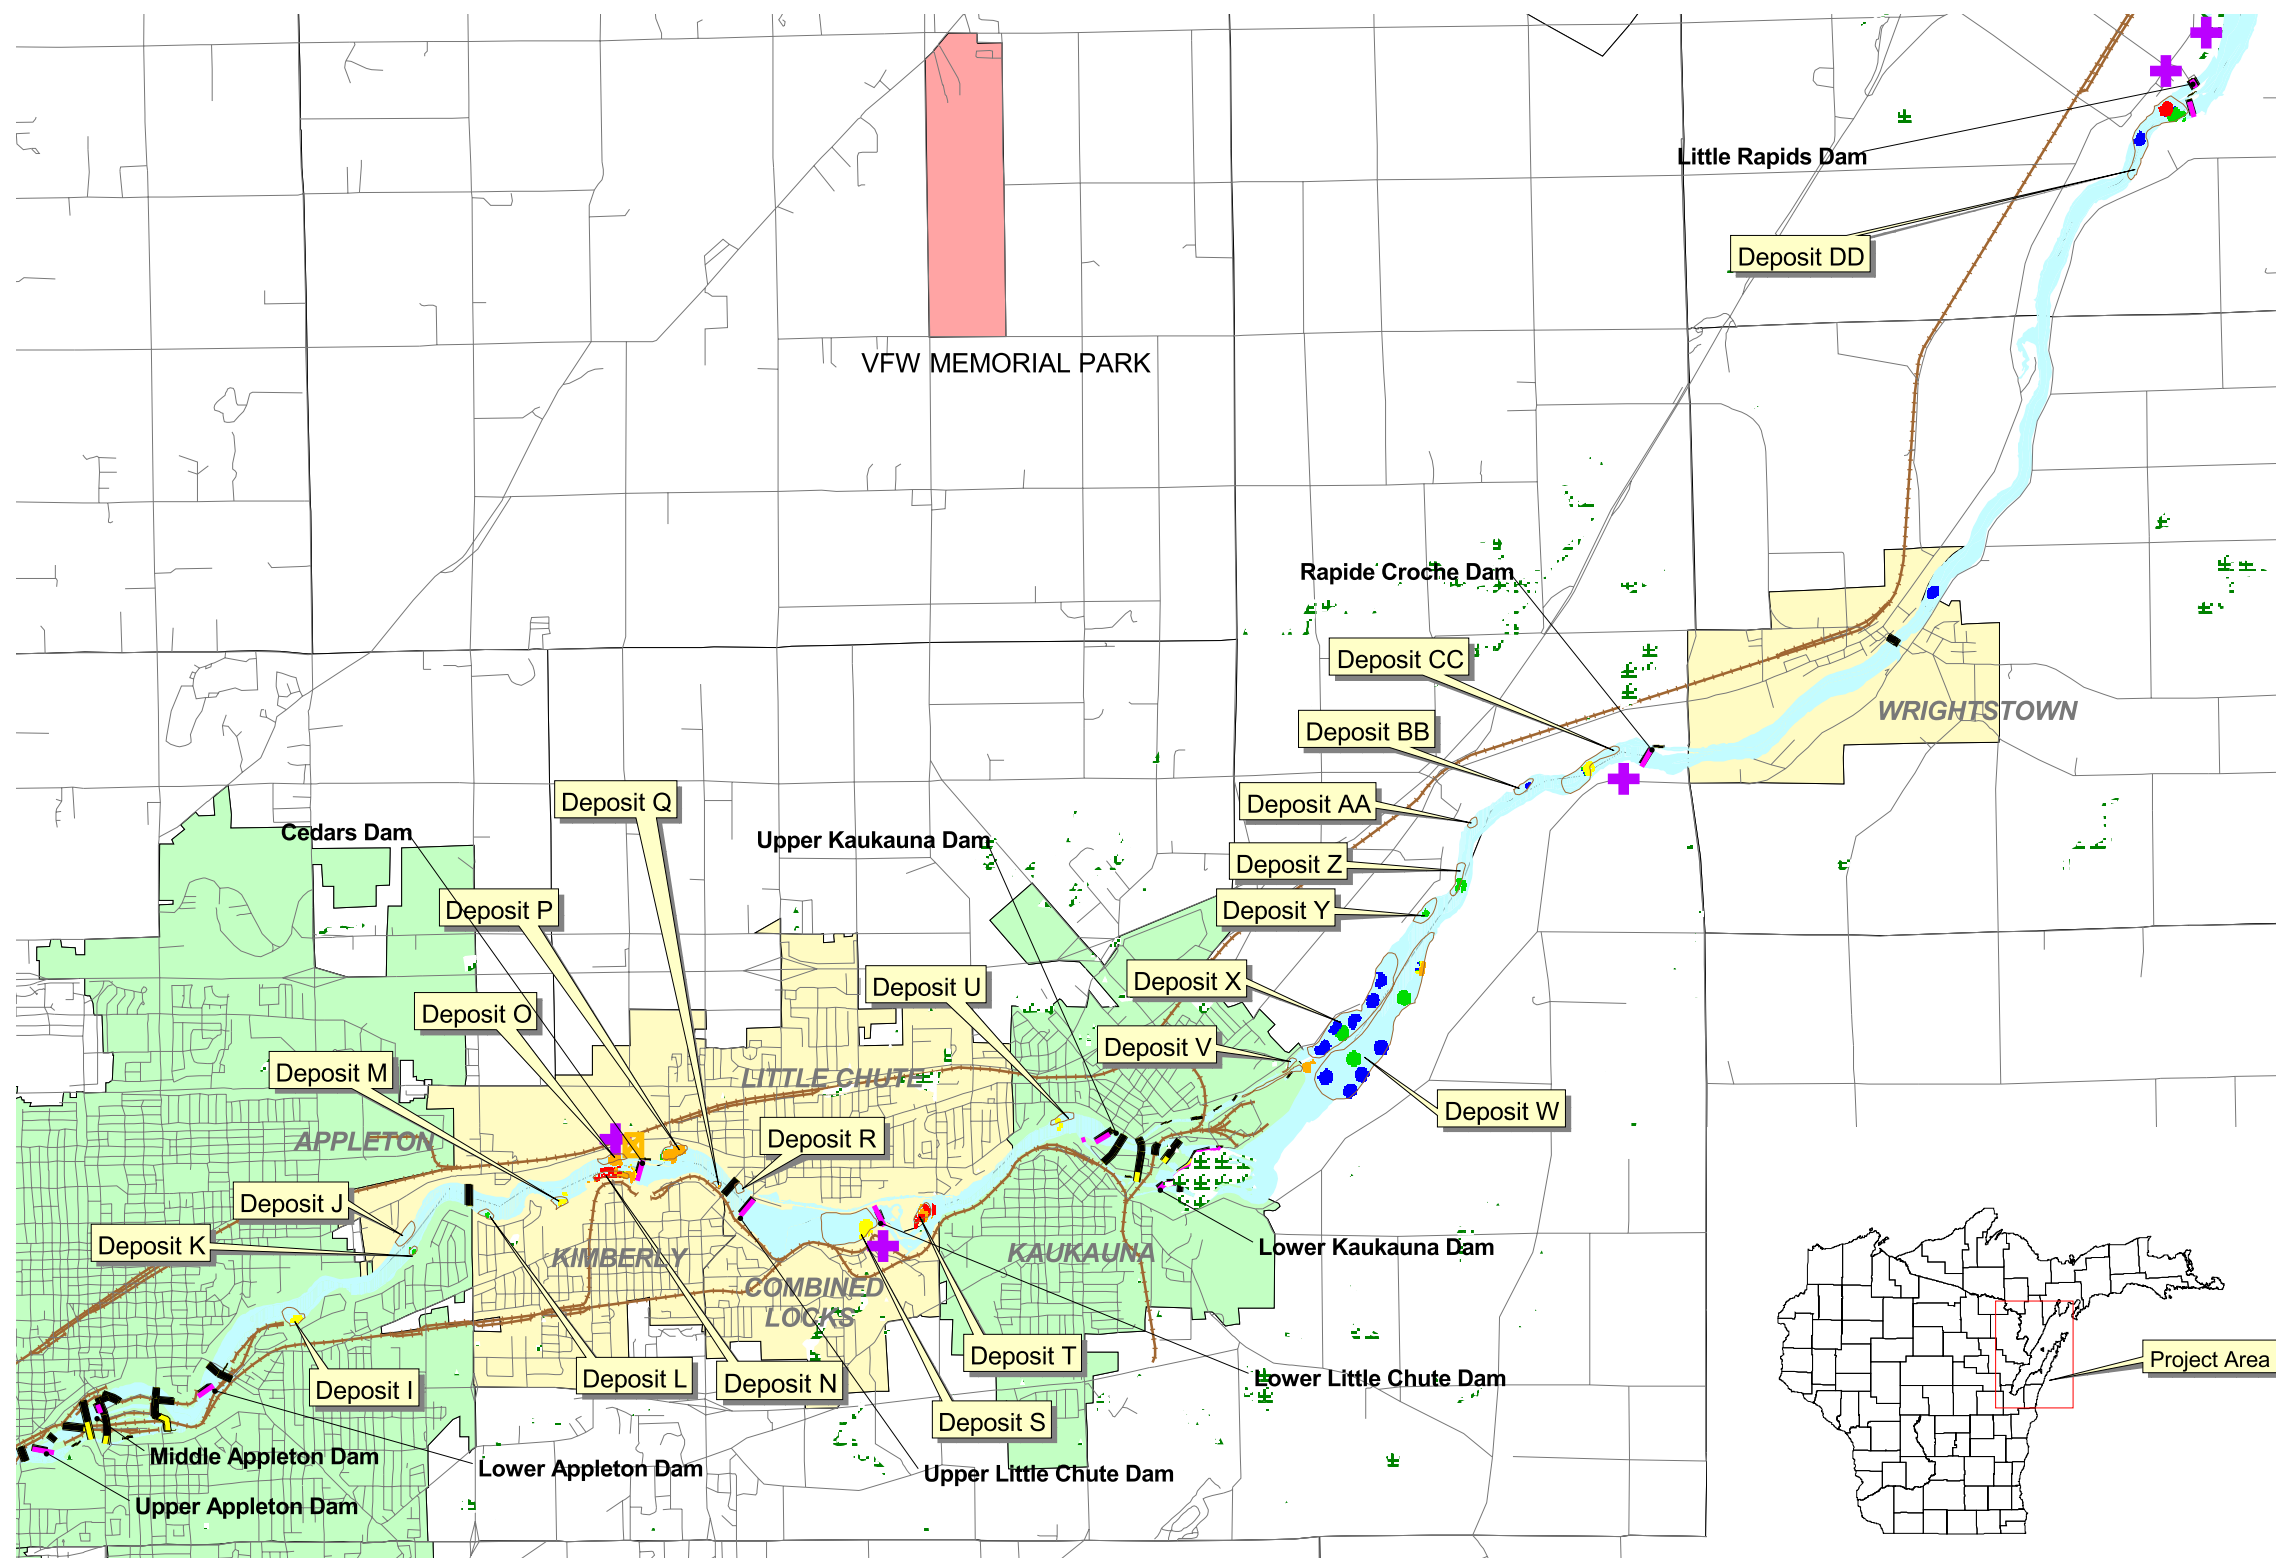 Little Rapids Dam
Deposit DD
VFW MEMORIAL PARK
Rapide Croche Dam
Deposit CC
WRIGHTSTOWN
Deposit BB
Deposit Q
Deposit AA
Cedars Dam
Upper Kaukauna Dam
Deposit Z
Deposit P
Deposit Y
Deposit X
Deposit U
Deposit O
Deposit V
Deposit M
LITTLE CHUTE
Deposit W
APPLETON
Deposit R
Deposit J
Deposit K
KIMBERLY
KAUKAUNA
Lower Kaukauna Dam
COMBINED
LOCKS
Deposit T
Project Area
Deposit I
Deposit L
Deposit N
Lower Little Chute Dam
Deposit S
Middle Appleton Dam
Lower Appleton Dam
Upper Little Chute Dam
Upper Appleton Dam